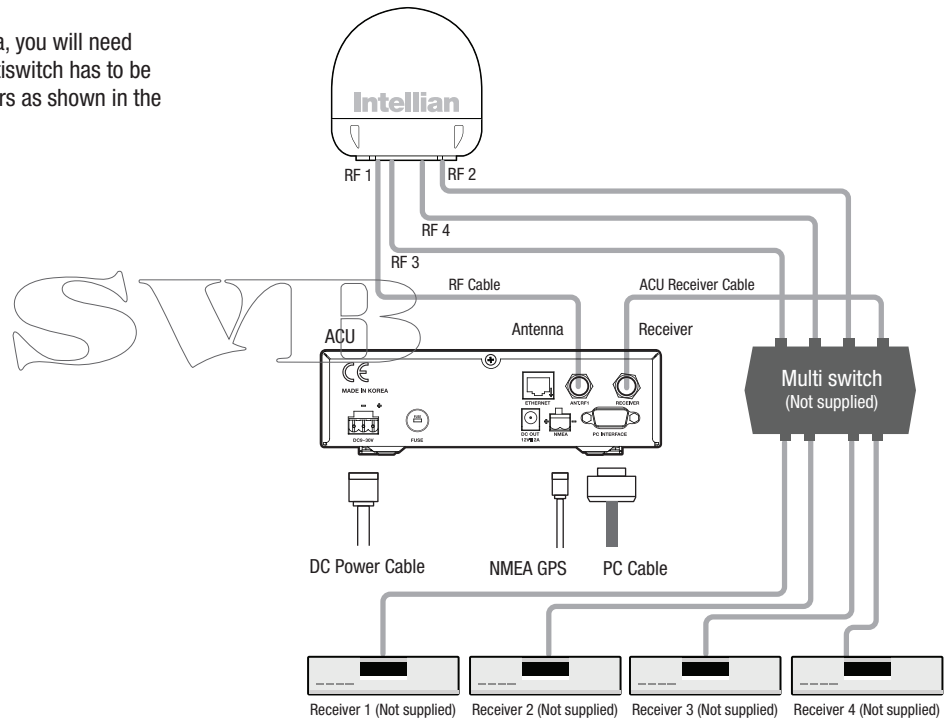 a, you will need
tiswitch has to be
rs as shown in the
Intellian
RF 1
RF 2
RF 4
RF 3
RF Cable
ACU Receiver Cable
SVB
ACU
Antenna
Receiver
CE
MADE IN KOREA
ETHERNET
ANT.RF1
RECEIVER
DC9~30V
FUSE
DC OUT
12V 2A
NMEA
PC INTERFACE
Multi switch
(Not supplied)
DC Power Cable
NMEA GPS
PC Cable
Receiver 1 (Not supplied)
Receiver 2 (Not supplied)
Receiver 3 (Not supplied)
Receiver 4 (Not supplied)